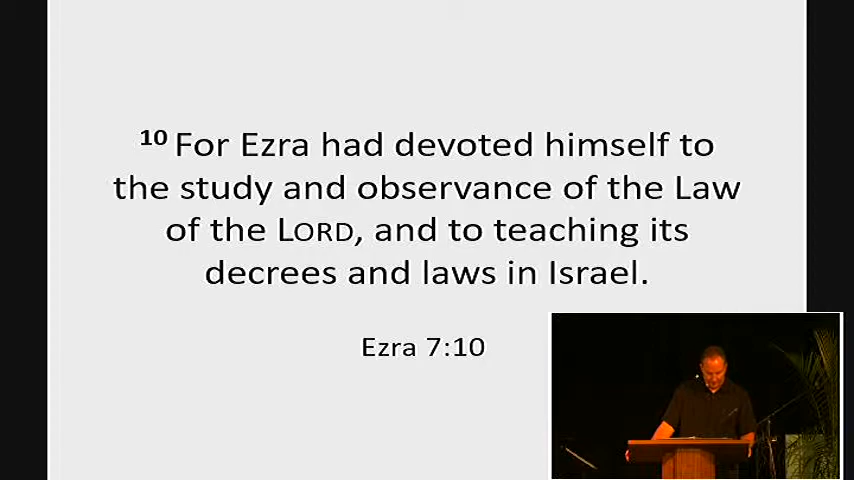 10 For Ezra had devoted himself to
the study and observance of the Law
of the LORD, and to teaching its
decrees and laws in Israel.
Ezra 7:10